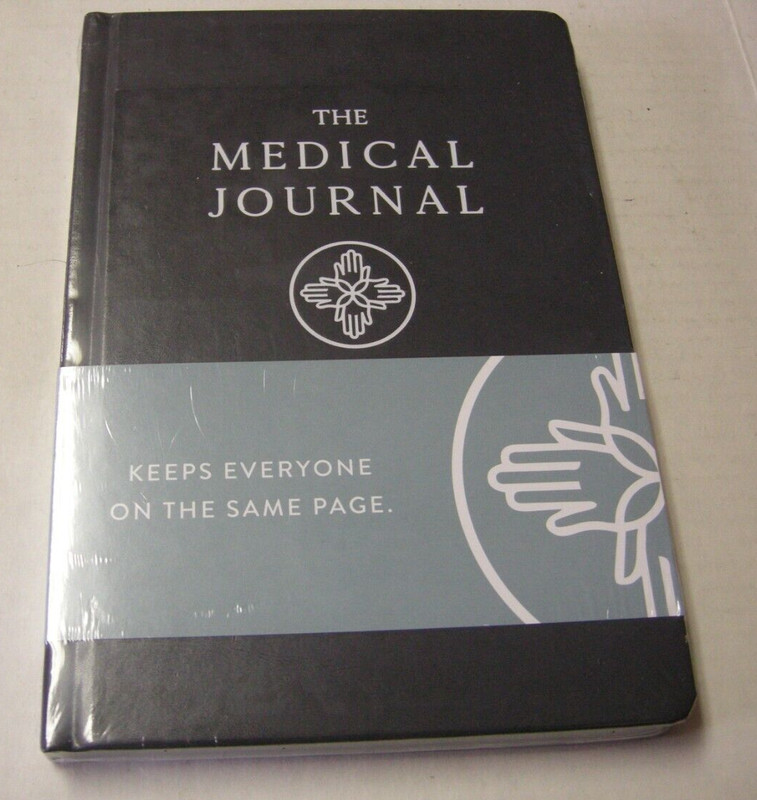 THE
MEDICAL
JOURNAL
KEEPS EVERYONE
ON THE SAME PAGE.